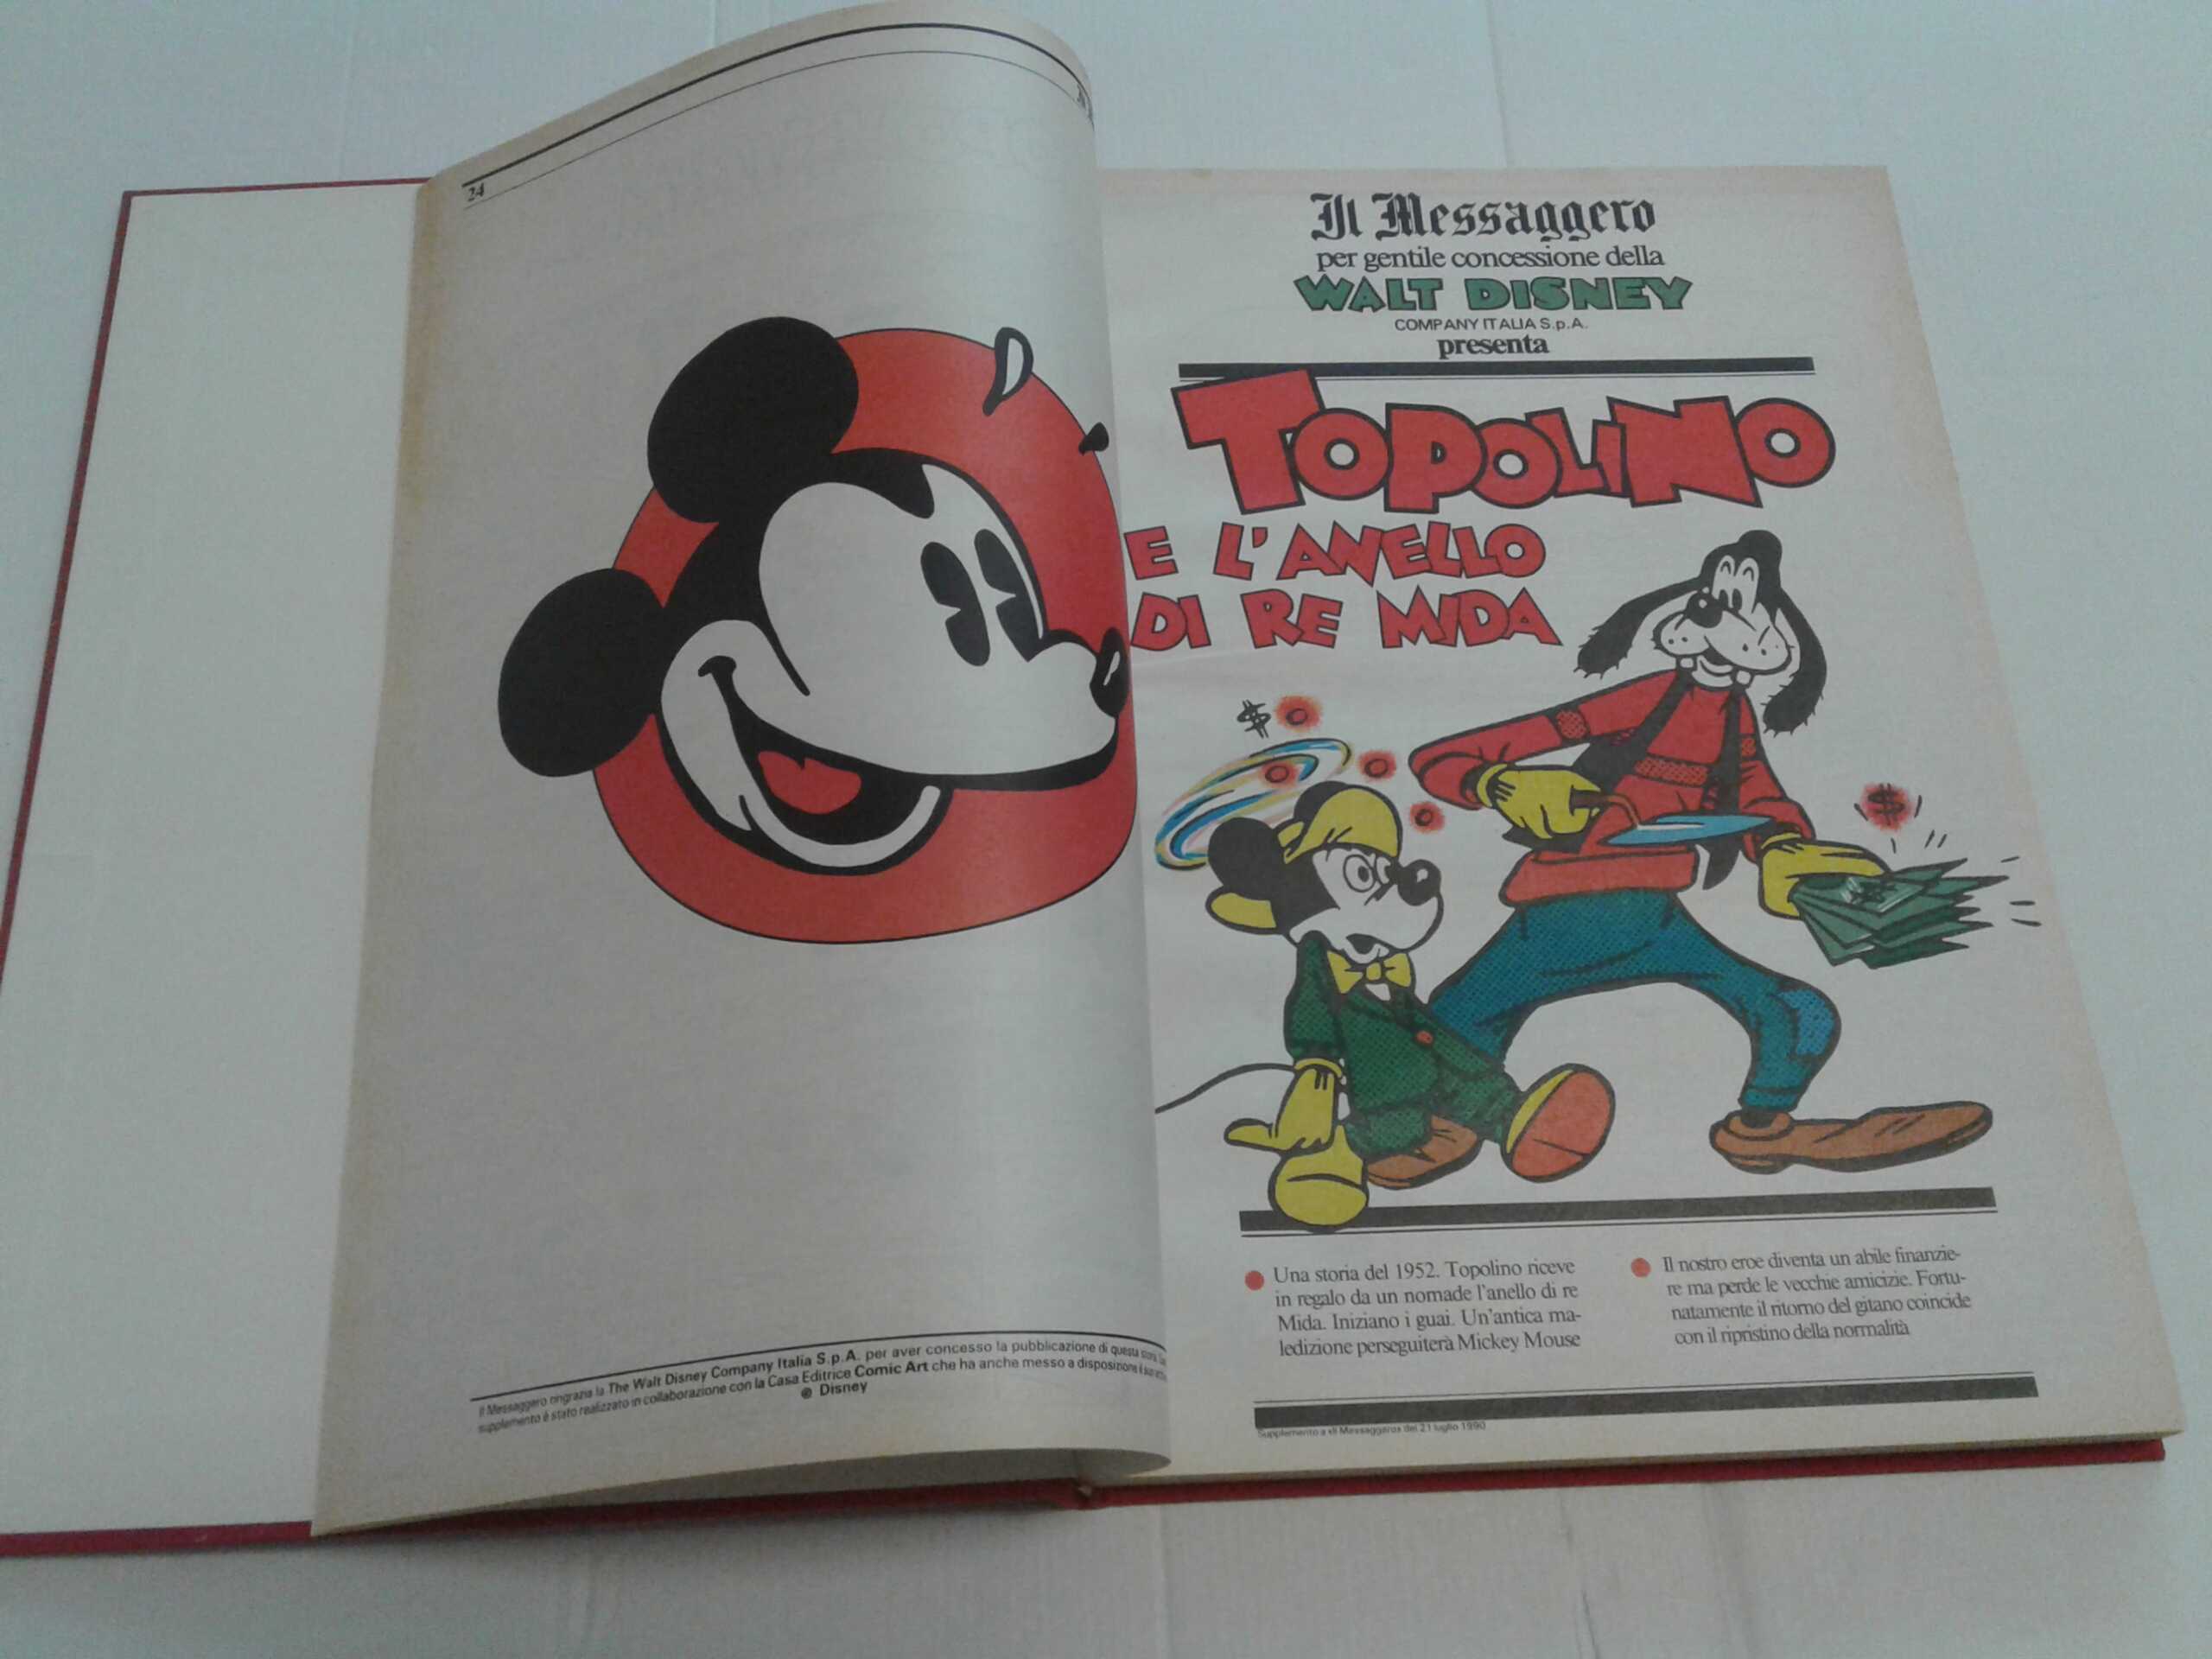 24
Il Messaggero ringrazia la The Walt Disney Company Italia S.p.A. per aver concesso la pubblicazione di questa
supplemento è stato realizzato in collaborazione con la Casa Editrice Comic Art che ha anche messo a disposizione
© Disney
Il Messaggero
per gentile concessione della
WALT DISNEY
COMPANY ITALIA S.p.A.
presenta
TOPOLINO
E L'ANELLO
DI RE MIDA
$
$
Una storia del 1952. Topolino riceve
in regalo da un nomade l'anello di re
Mida. Iniziano i guai. Un'antica ma-
ledizione perseguiterà Mickey Mouse
Il nostro eroe diventa un abile finanzie-
re ma perde le vecchie amicizie. Fortu-
natamente il ritorno del gitano coincide
con il ripristino della normalità
Supplemento a «Il Messaggero» del 21 luglio 1990